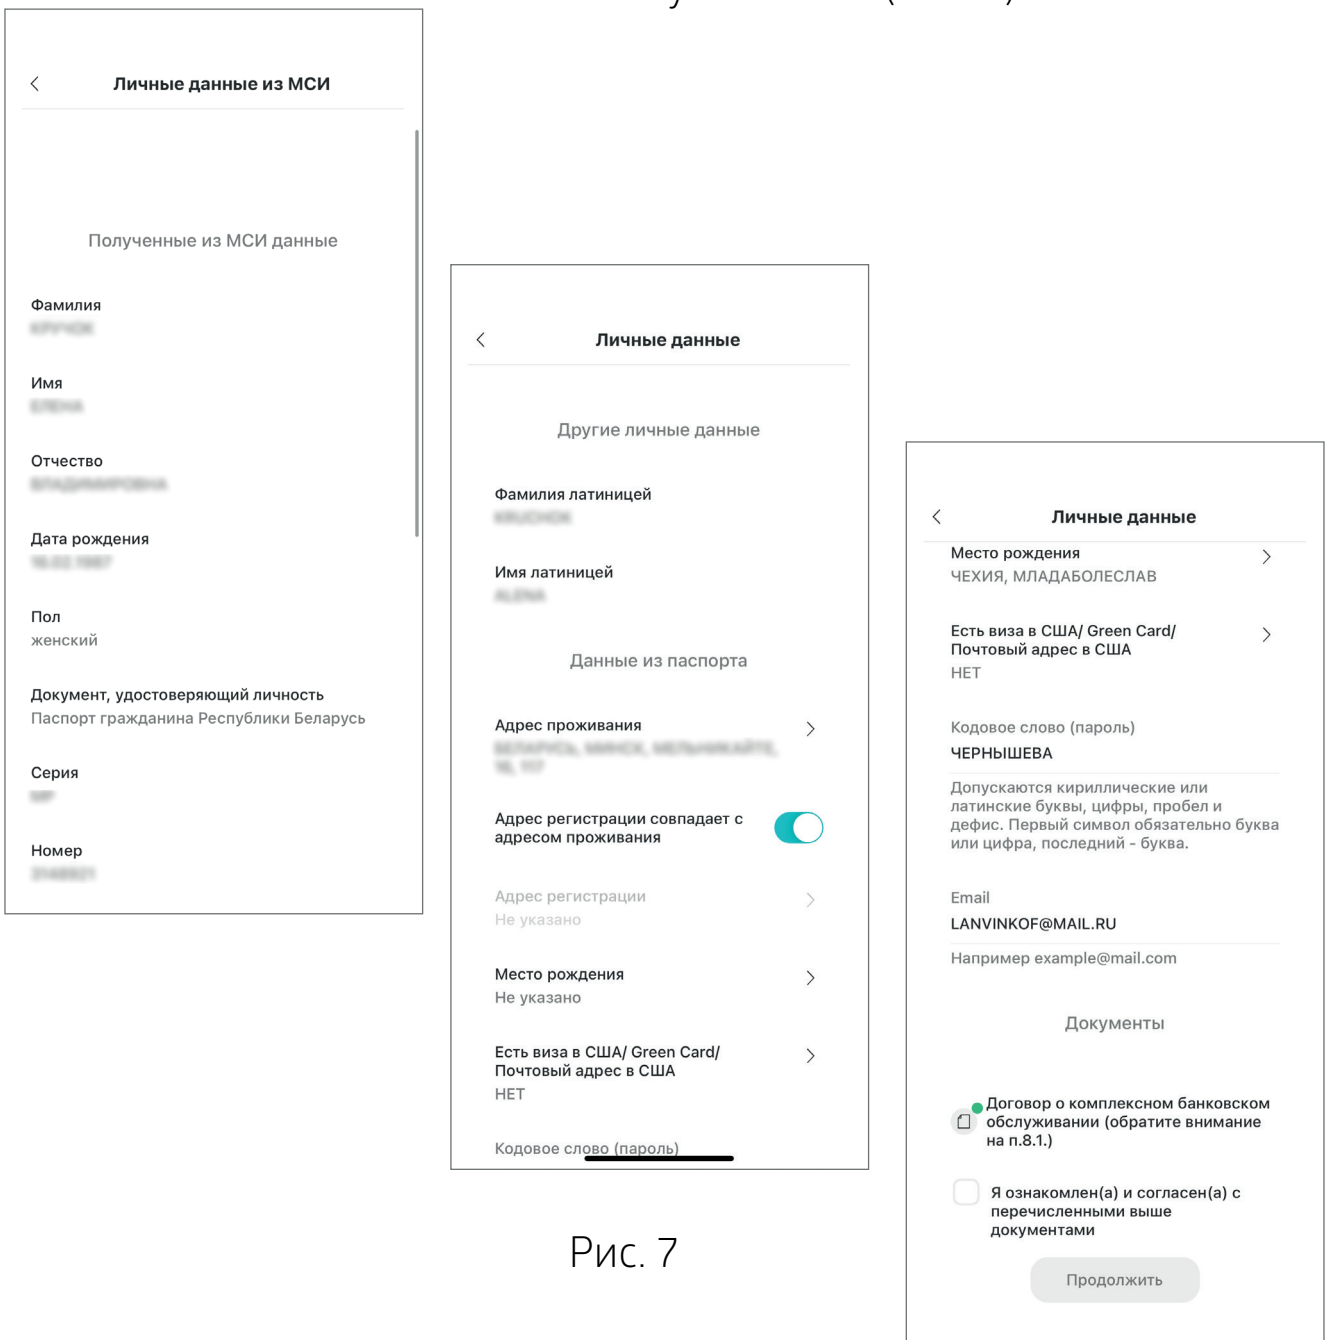 Личные данные из МСИ
Полученные из МСИ данные
Фамилия
Имя
Отчество
Дата рождения
Пол
женский
Документ, удостоверяющий личность
Паспорт гражданина Республики Беларусь
Серия
Номер
Личные данные
Другие личные данные
Фамилия латиницей
Имя латиницей
Данные из паспорта
Адрес проживания
Адрес регистрации совпадает с
адресом проживания
Адрес регистрации
Не указано
Место рождения
Не указано
Есть виза в США/ Green Card/
Почтовый адрес в США
НЕТ
Кодовое слово (пароль)
Личные данные
Место рождения
ЧЕХИЯ, МЛАДАБОЛЕСЛАВ
Есть виза в США/ Green Card/
Почтовый адрес в США
НЕТ
Кодовое слово (пароль)
ЧЕРНЫШЕВА
Допускаются кириллические или
латинские буквы, цифры, пробел и
дефис. Первый символ обязательно буква
или цифра, последний - буква.
Email
LANVINKOF@MAIL.RU
Например example@mail.com
Документы
Договор о комплексном банковском
обслуживании (обратите внимание
на п.8.1.)
Я ознакомлен(а) и согласен(а) с
перечисленными выше
документами
Продолжить
Рис. 7